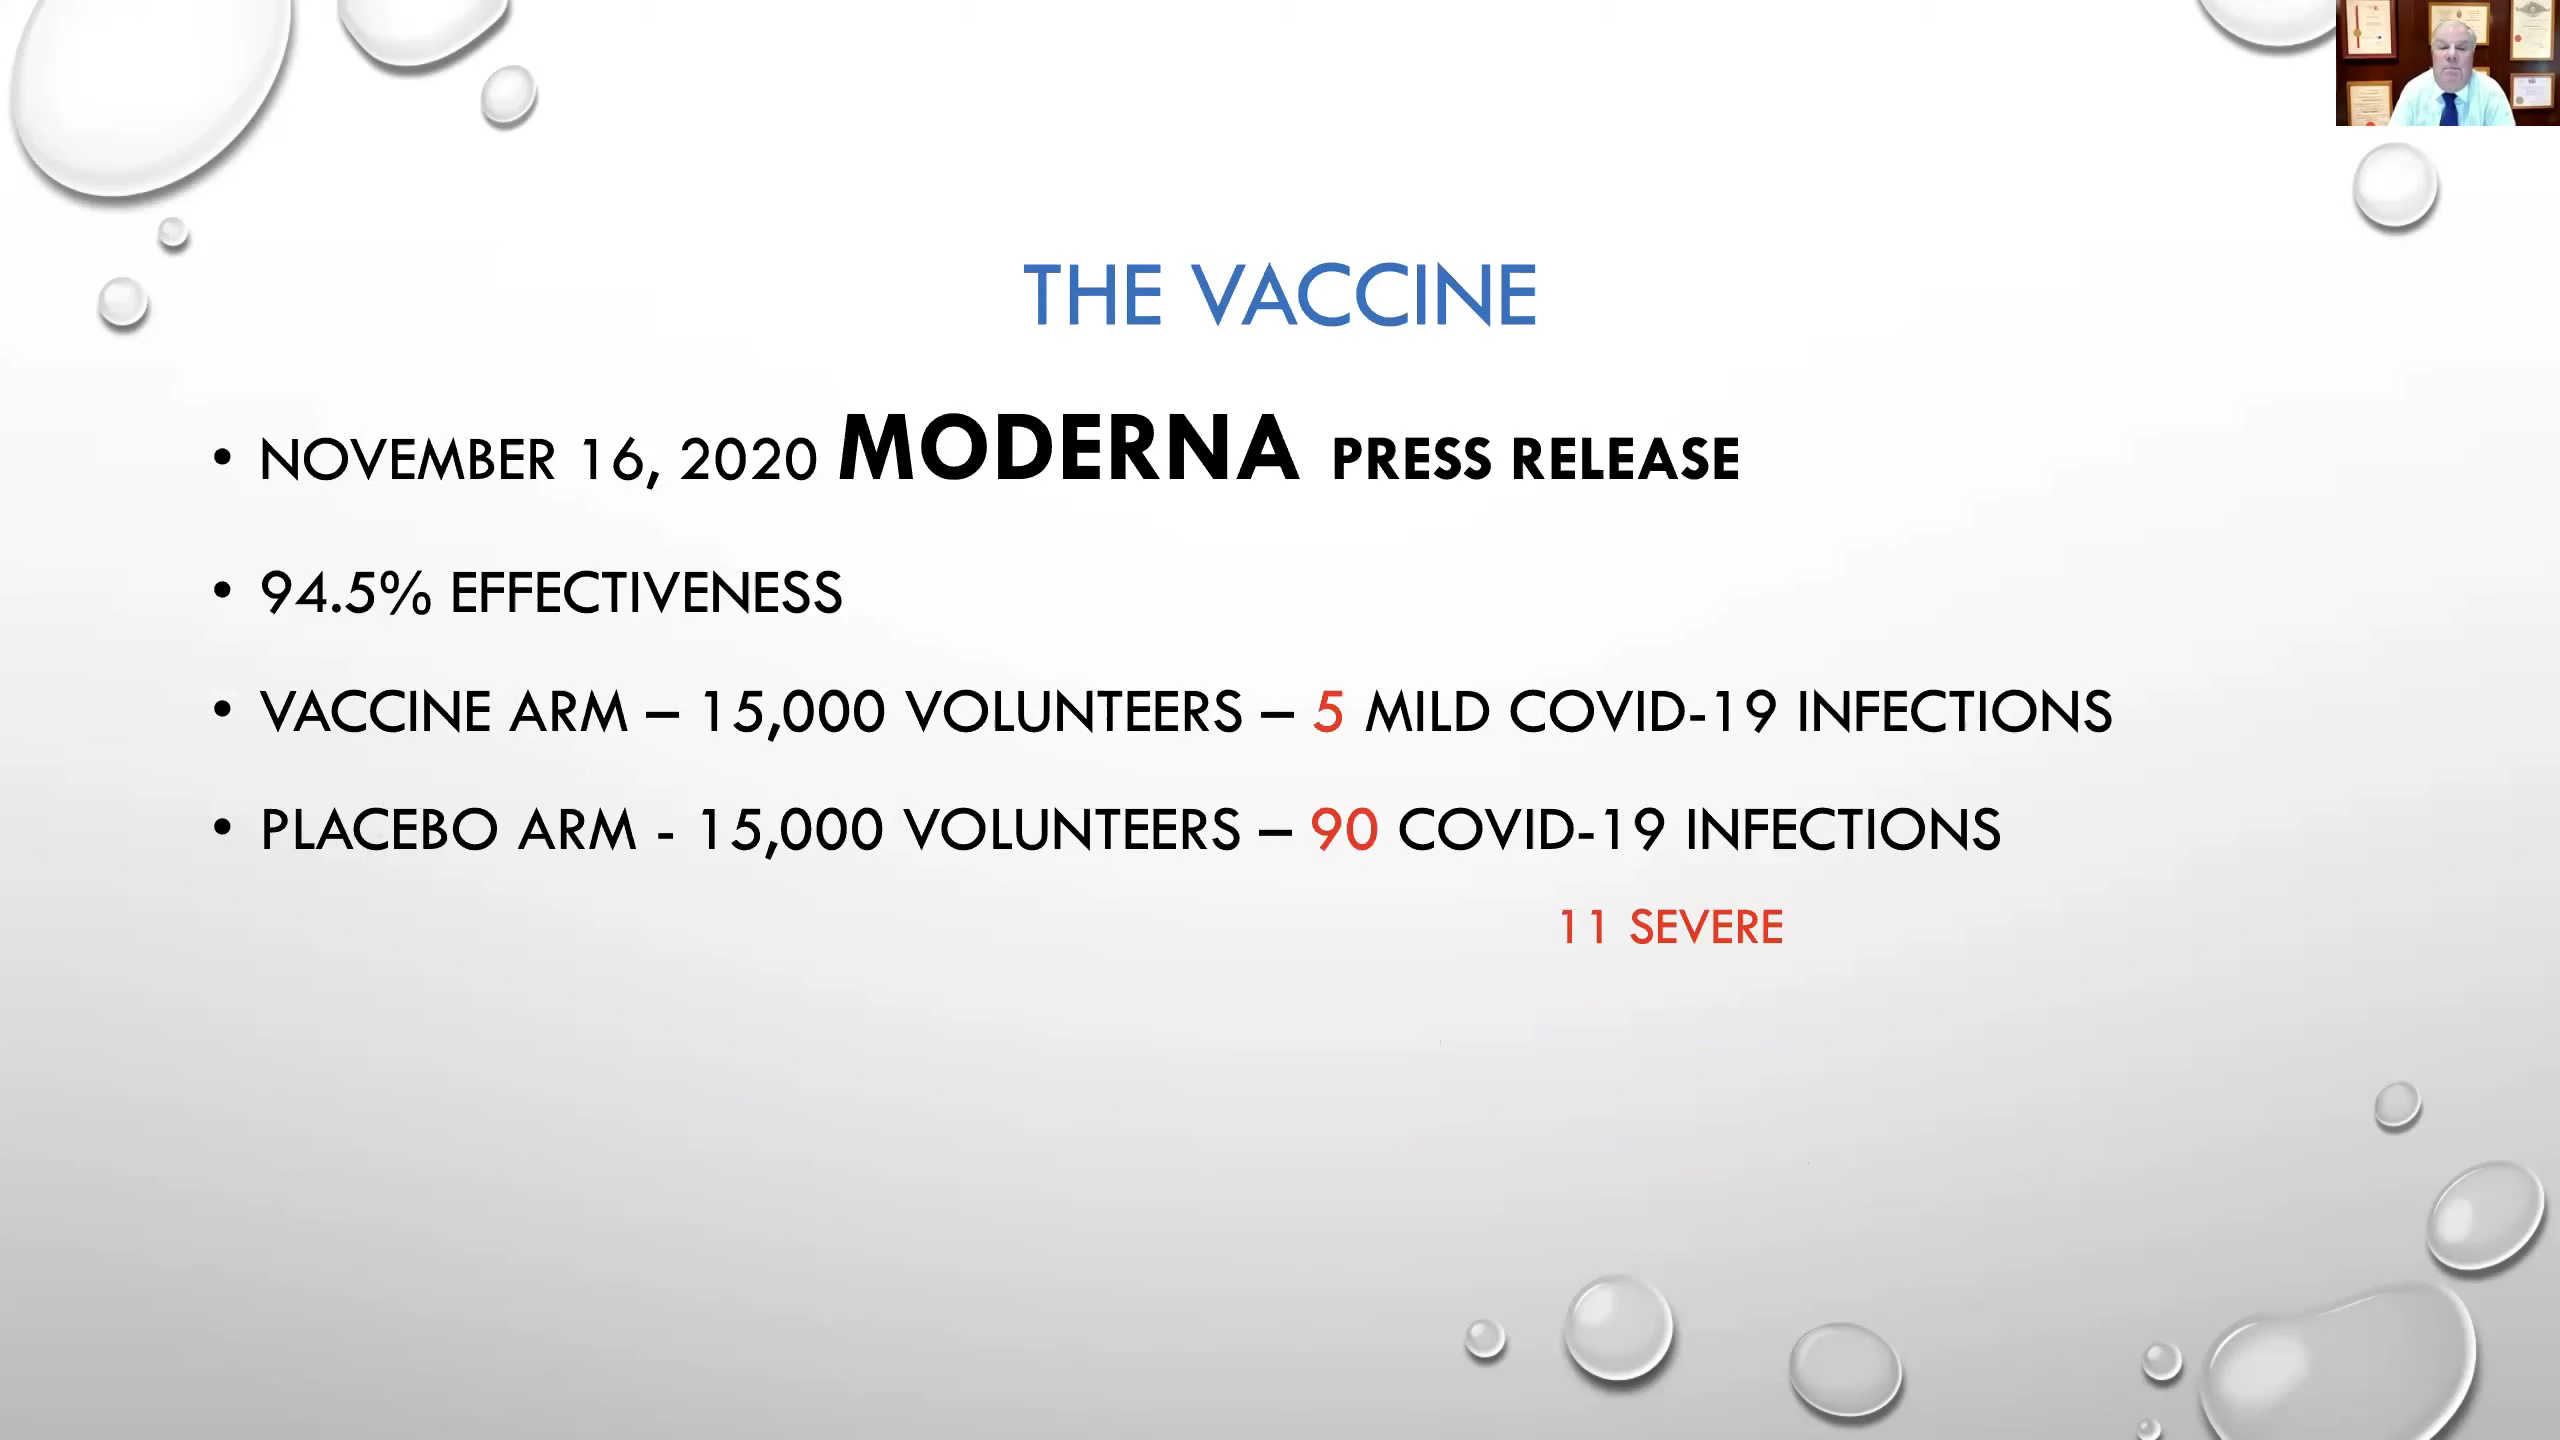 THE VACCINE
• NOVEMBER 16, 2020 MODERNA PRESS RELEASE
• 94.5% EFFECTIVENESS
• VACCINE ARM – 15,000 VOLUNTEERS – 5 MILD COVID-19 INFECTIONS
• PLACEBO ARM - 15,000 VOLUNTEERS – 90 COVID-19 INFECTIONS
11 SEVERE